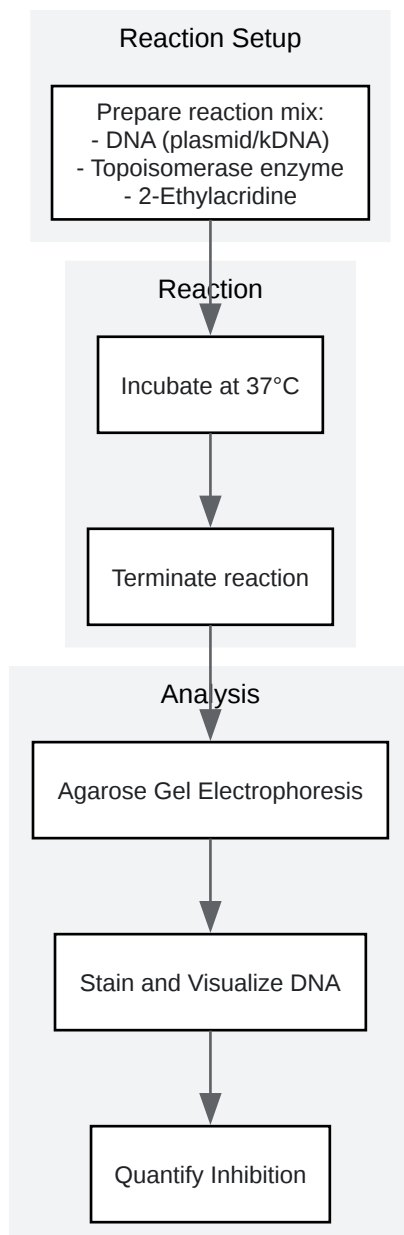 Reaction Setup
Prepare reaction mix:
- DNA (plasmid/kDNA)
- Topoisomerase enzyme
- 2-Ethylacridine
Reaction
Incubate at 37°C
Terminate reaction
Analysis
Agarose Gel Electrophoresis
Stain and Visualize DNA
Quantify Inhibition